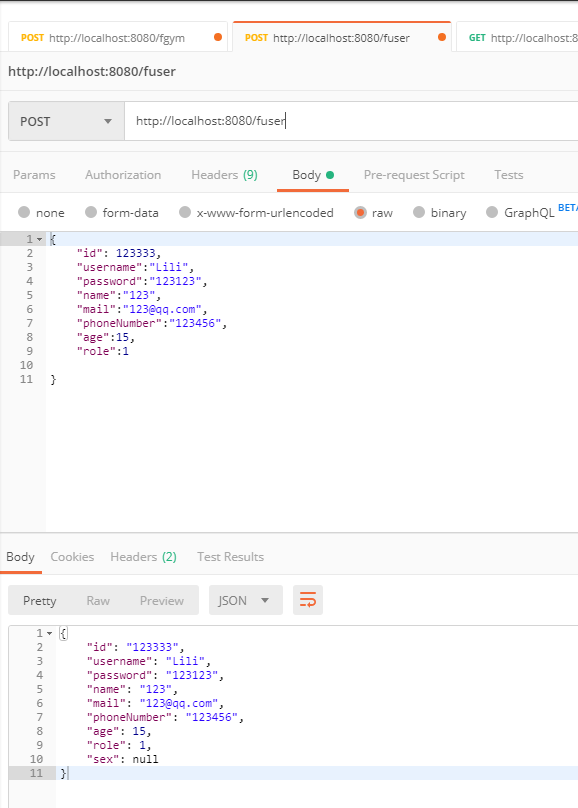 POST http://localhost:8080/fgym POST http://localhost:8080/fuser GET http://localhost:8
http://localhost:8080/fuser
POST http://localhost:8080/fuser
Params Authorization Headers (9) Body Pre-request Script Tests
none form-data x-www-form-urlencoded raw binary GraphQL BETA
1 {
2 "id": 123333,
3 "username":"Lili",
4 "password":"123123",
5 "name":"123",
6 "mail":"123@qq.com",
7 "phoneNumber":"123456",
8 "age":15,
9 "role":1
10
11 }
Body Cookies Headers (2) Test Results
Pretty Raw Preview JSON
1 {
2 "id": "123333",
3 "username": "Lili",
4 "password": "123123",
5 "name": "123",
6 "mail": "123@qq.com",
7 "phoneNumber": "123456",
8 "age": 15,
9 "role": 1,
10 "sex": null
11 }